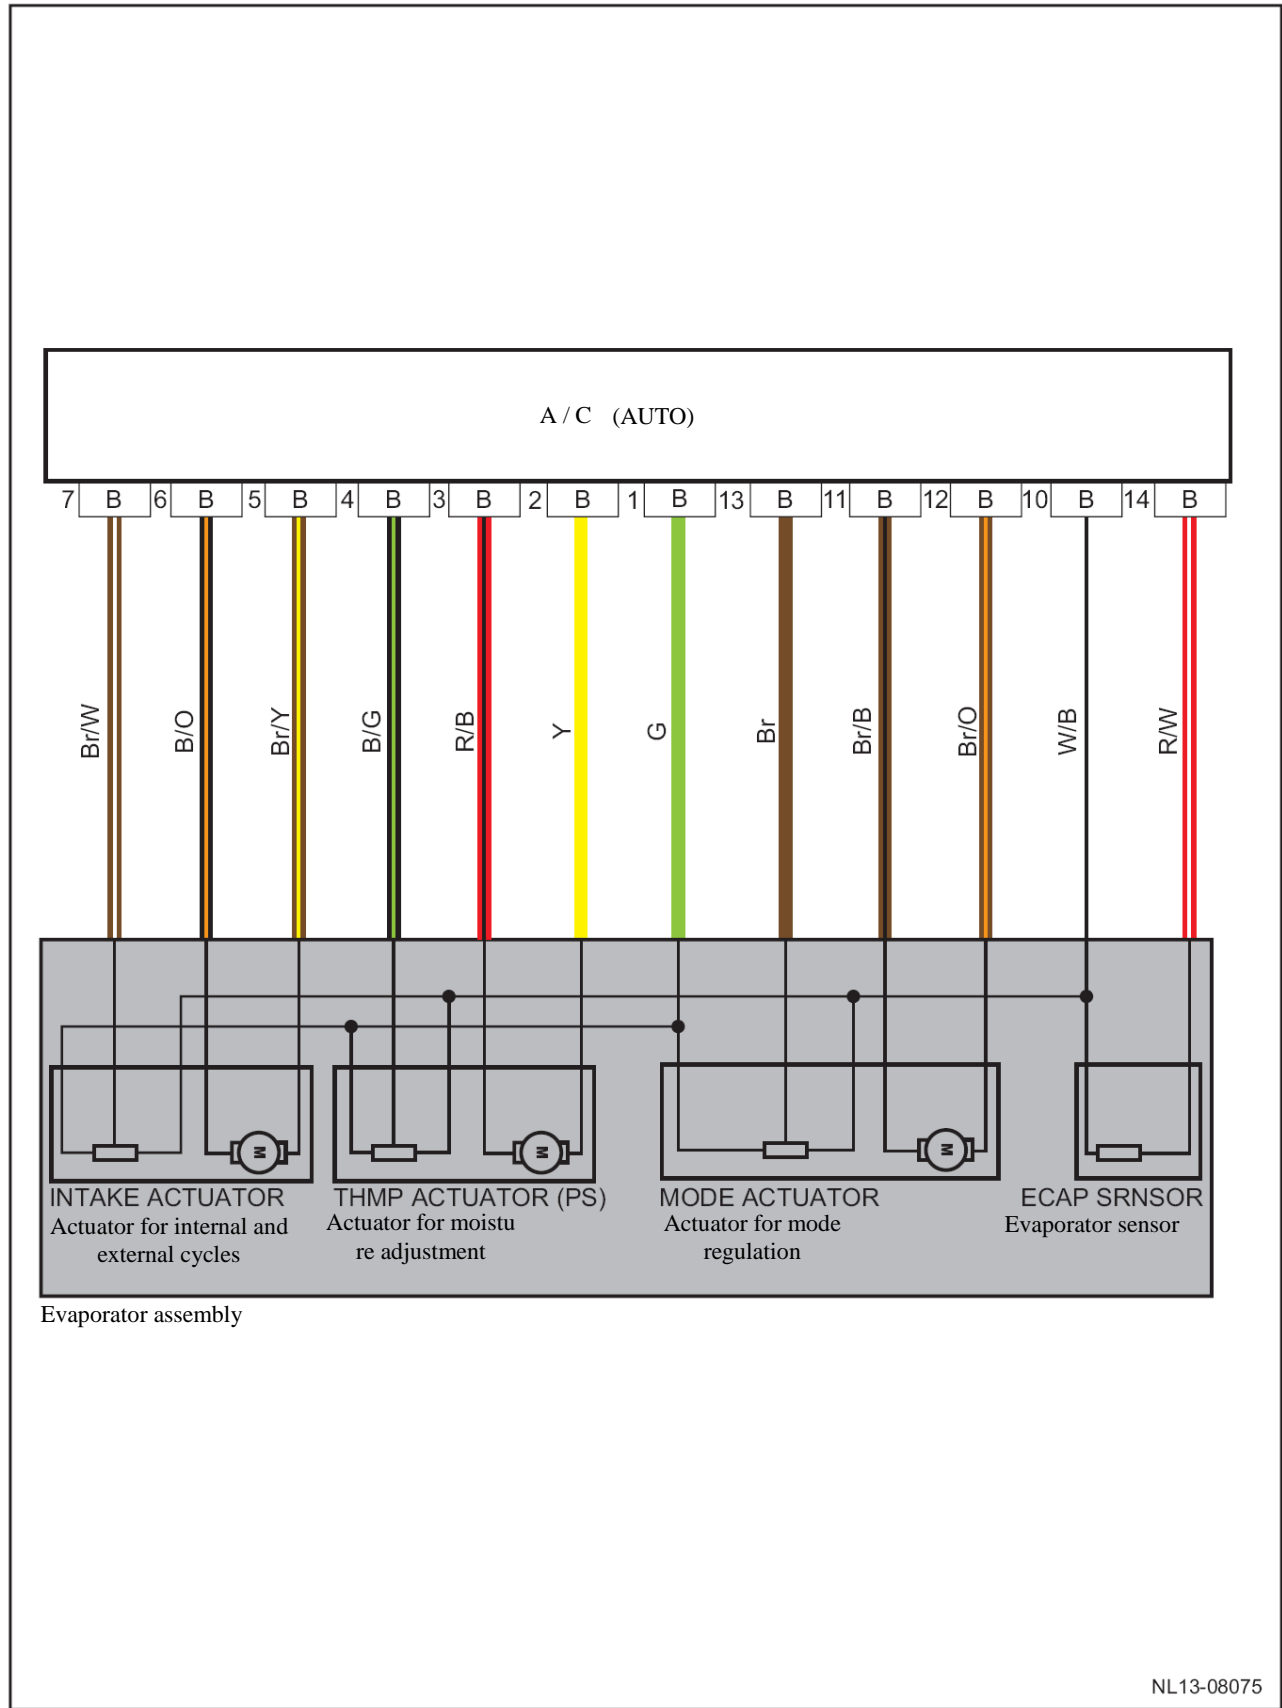 A / C (AUTO)
7 B 6 B 5 B 4 B 3 B 2 B 1 B 13 B 11 B 12 B 10 B 14 B
Br/W B/O Br/Y B/G R/B Y G Br Br/B Br/O W/B R/W
M M M
INTAKE ACTUATOR THMP ACTUATOR (PS) MODE ACTUATOR ECAP SRNSOR
Actuator for internal and Actuator for moistu Actuator for mode Evaporator sensor
external cycles re adjustment regulation
Evaporator assembly
NL13-08075